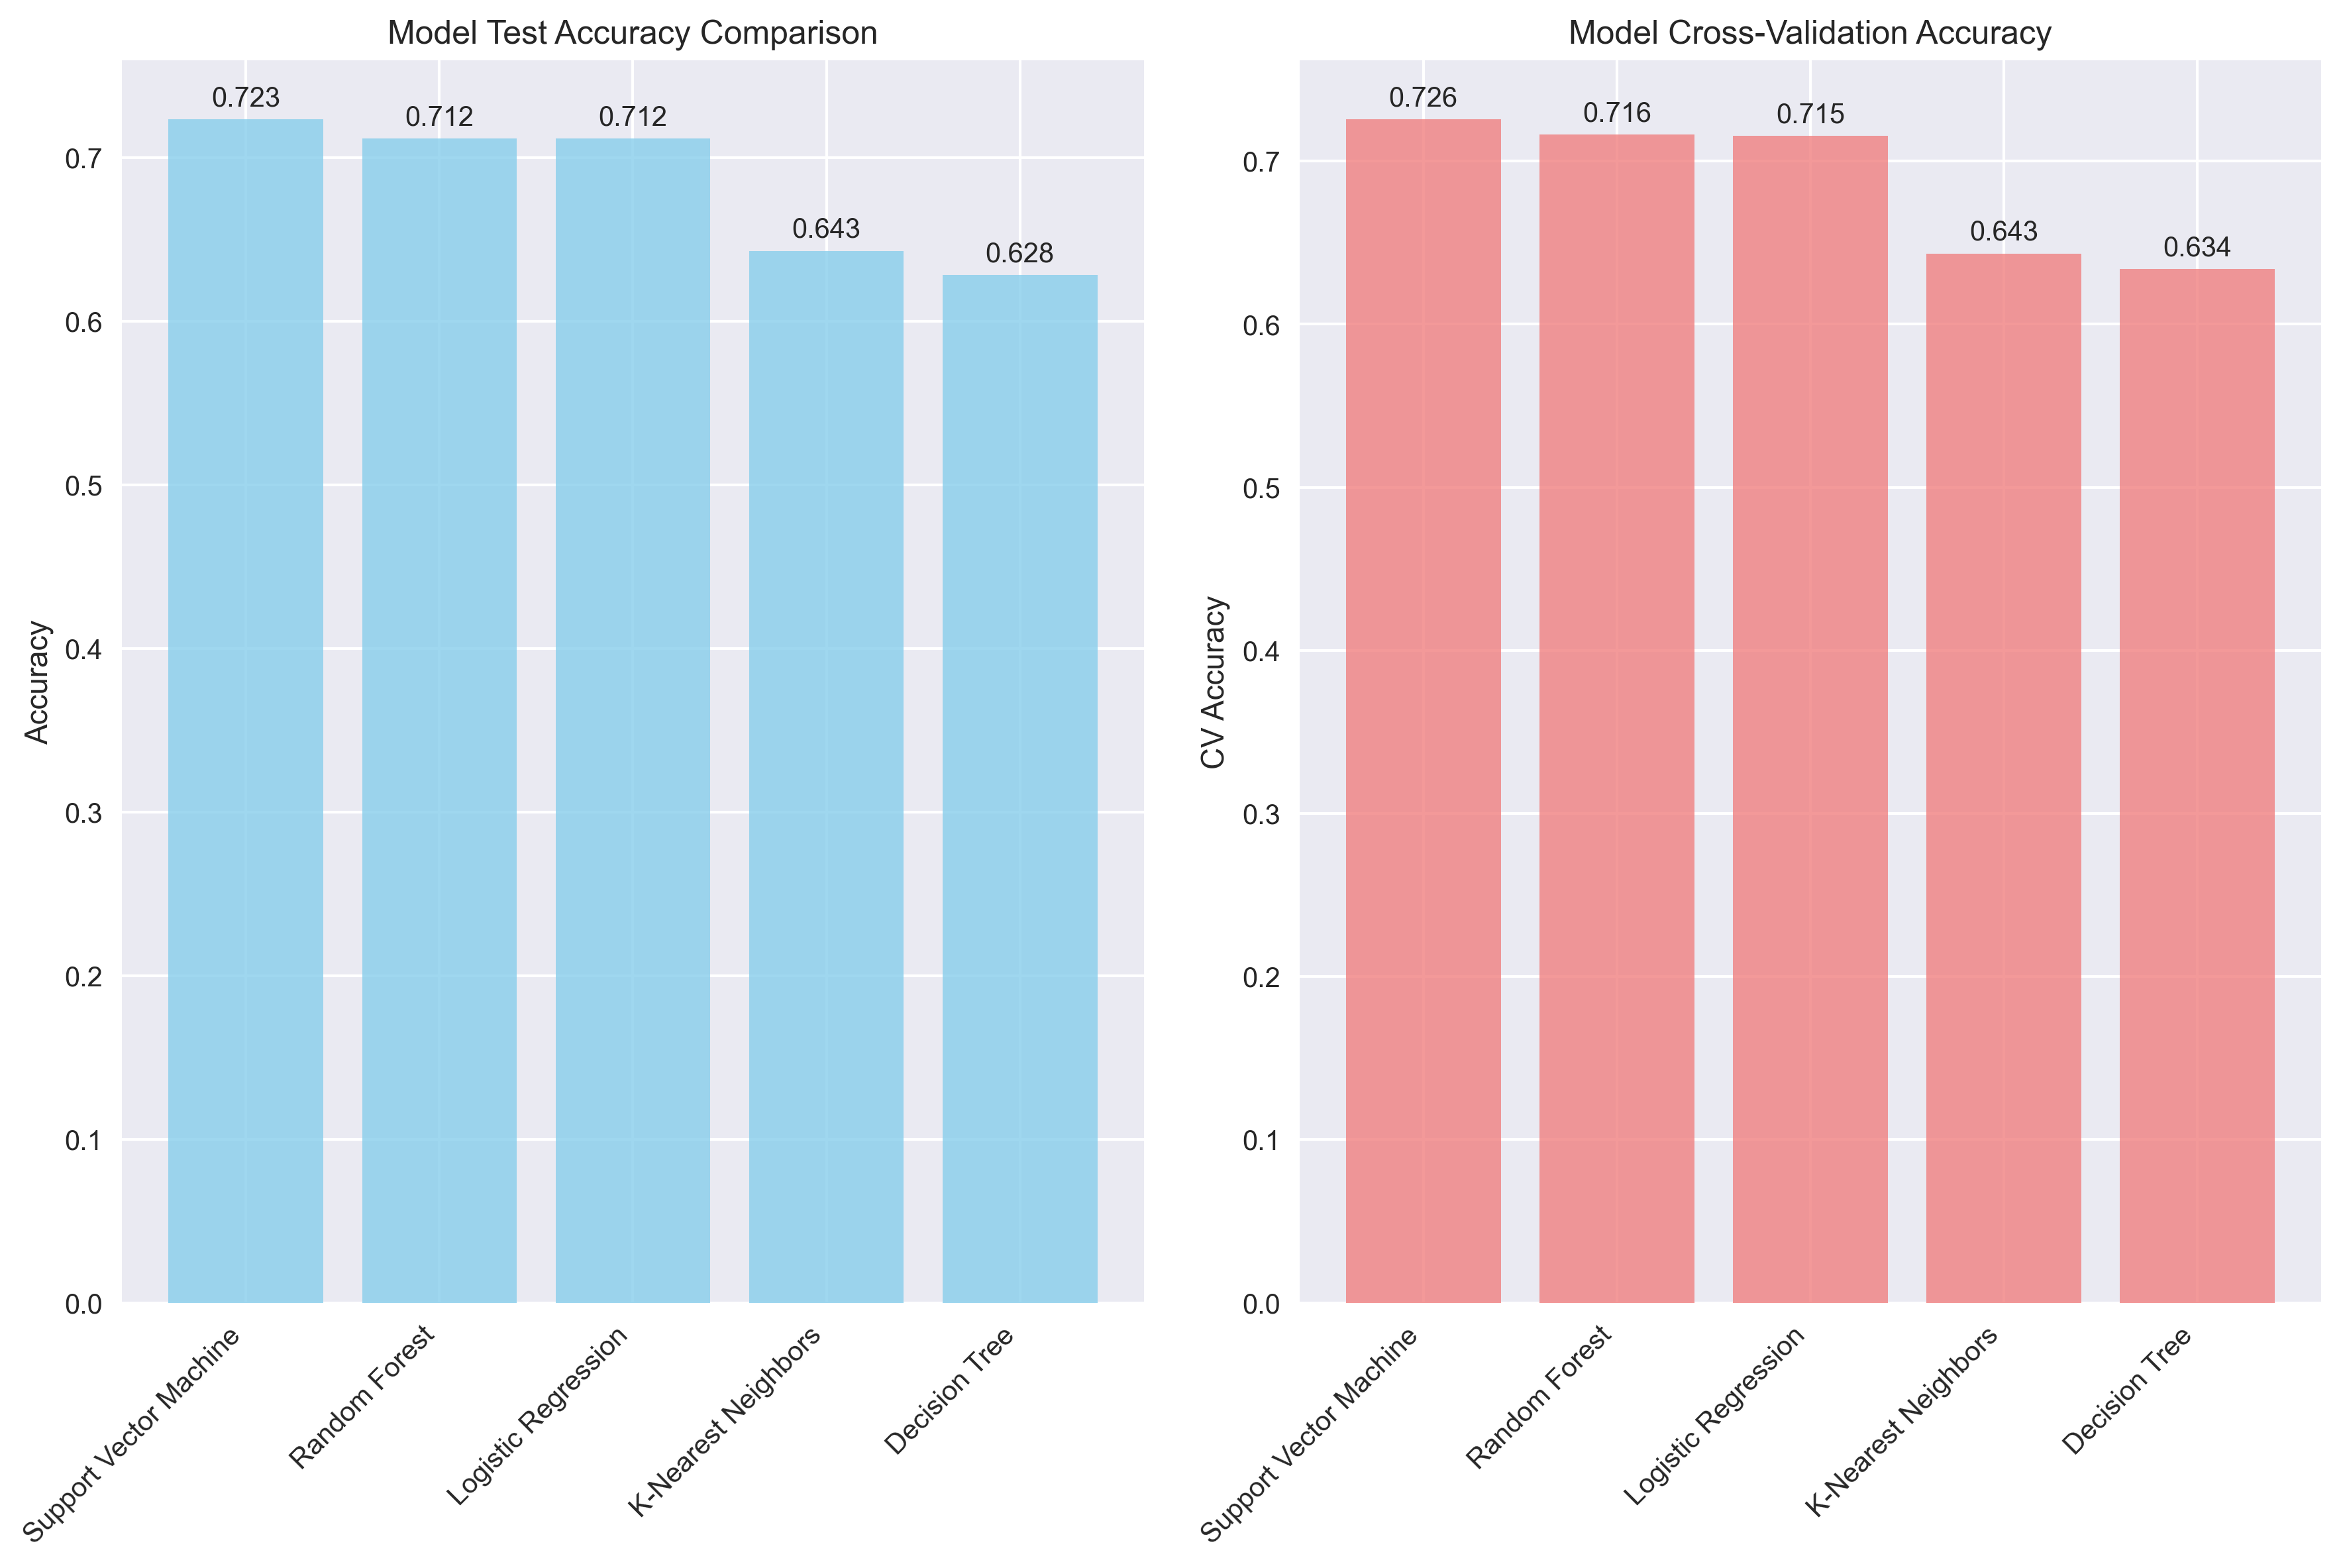 Model Test Accuracy Comparison
0.723
0.712
0.712
0.643
0.628
0.7
0.6
0.5
0.4
0.3
0.2
0.1
0.0
Accuracy
Support Vector Machine
Random Forest
Logistic Regression
K-Nearest Neighbors
Decision Tree
Model Cross-Validation Accuracy
0.726
0.716
0.715
0.643
0.634
0.7
0.6
0.5
0.4
0.3
0.2
0.1
0.0
CV Accuracy
Support Vector Machine
Random Forest
Logistic Regression
K-Nearest Neighbors
Decision Tree